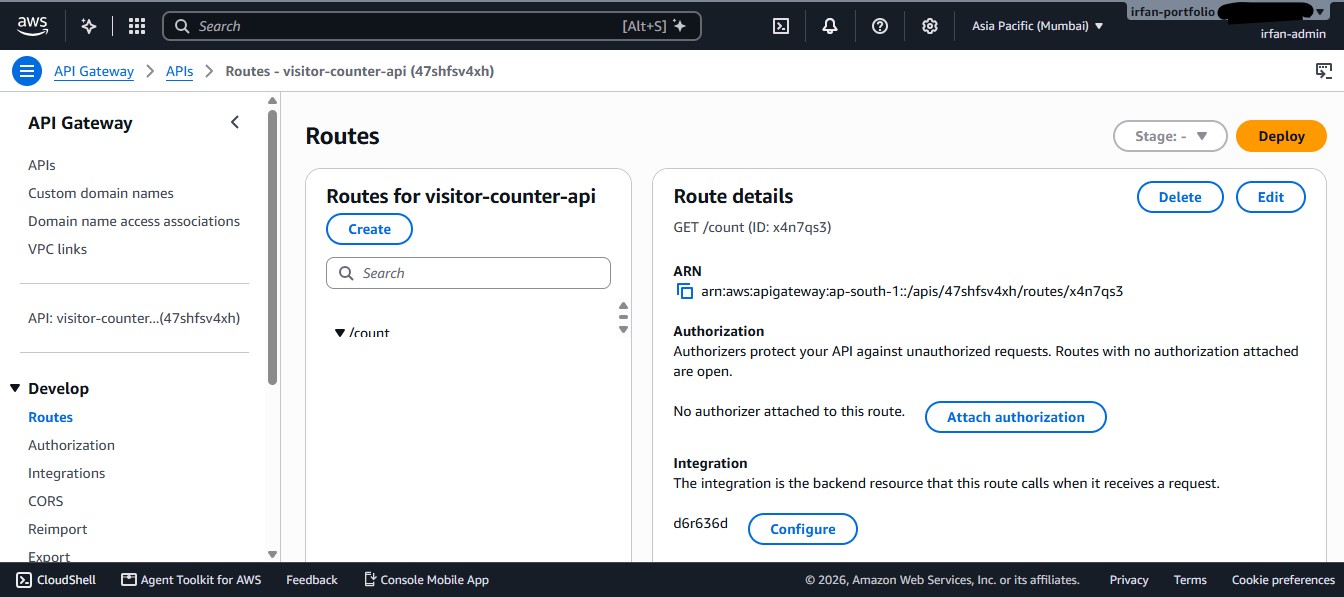 aws
Search [Alt+S]
Asia Pacific (Mumbai)
irfan-portfolio
irfan-admin
API Gateway
APIs
Routes - visitor-counter-api (47shfsv4xh)
API Gateway
APIs
Custom domain names
Domain name access associations
VPC links
API: visitor-counter...(47shfsv4xh)
Develop
Routes
Authorization
Integrations
CORS
Reimport
Export
Routes
Stage: -
Deploy
Routes for visitor-counter-api
Create
Search
/count
Route details
Delete
Edit
GET /count (ID: x4n7qs3)
ARN
arn:aws:apigateway:ap-south-1::/apis/47shfsv4xh/routes/x4n7qs3
Authorization
Authorizers protect your API against unauthorized requests. Routes with no authorization attached
are open.
No authorizer attached to this route.
Attach authorization
Integration
The integration is the backend resource that this route calls when it receives a request.
d6r636d
Configure
CloudShell
Agent Toolkit for AWS
Feedback
Console Mobile App
© 2026, Amazon Web Services, Inc. or its affiliates.
Privacy
Terms
Cookie preferences